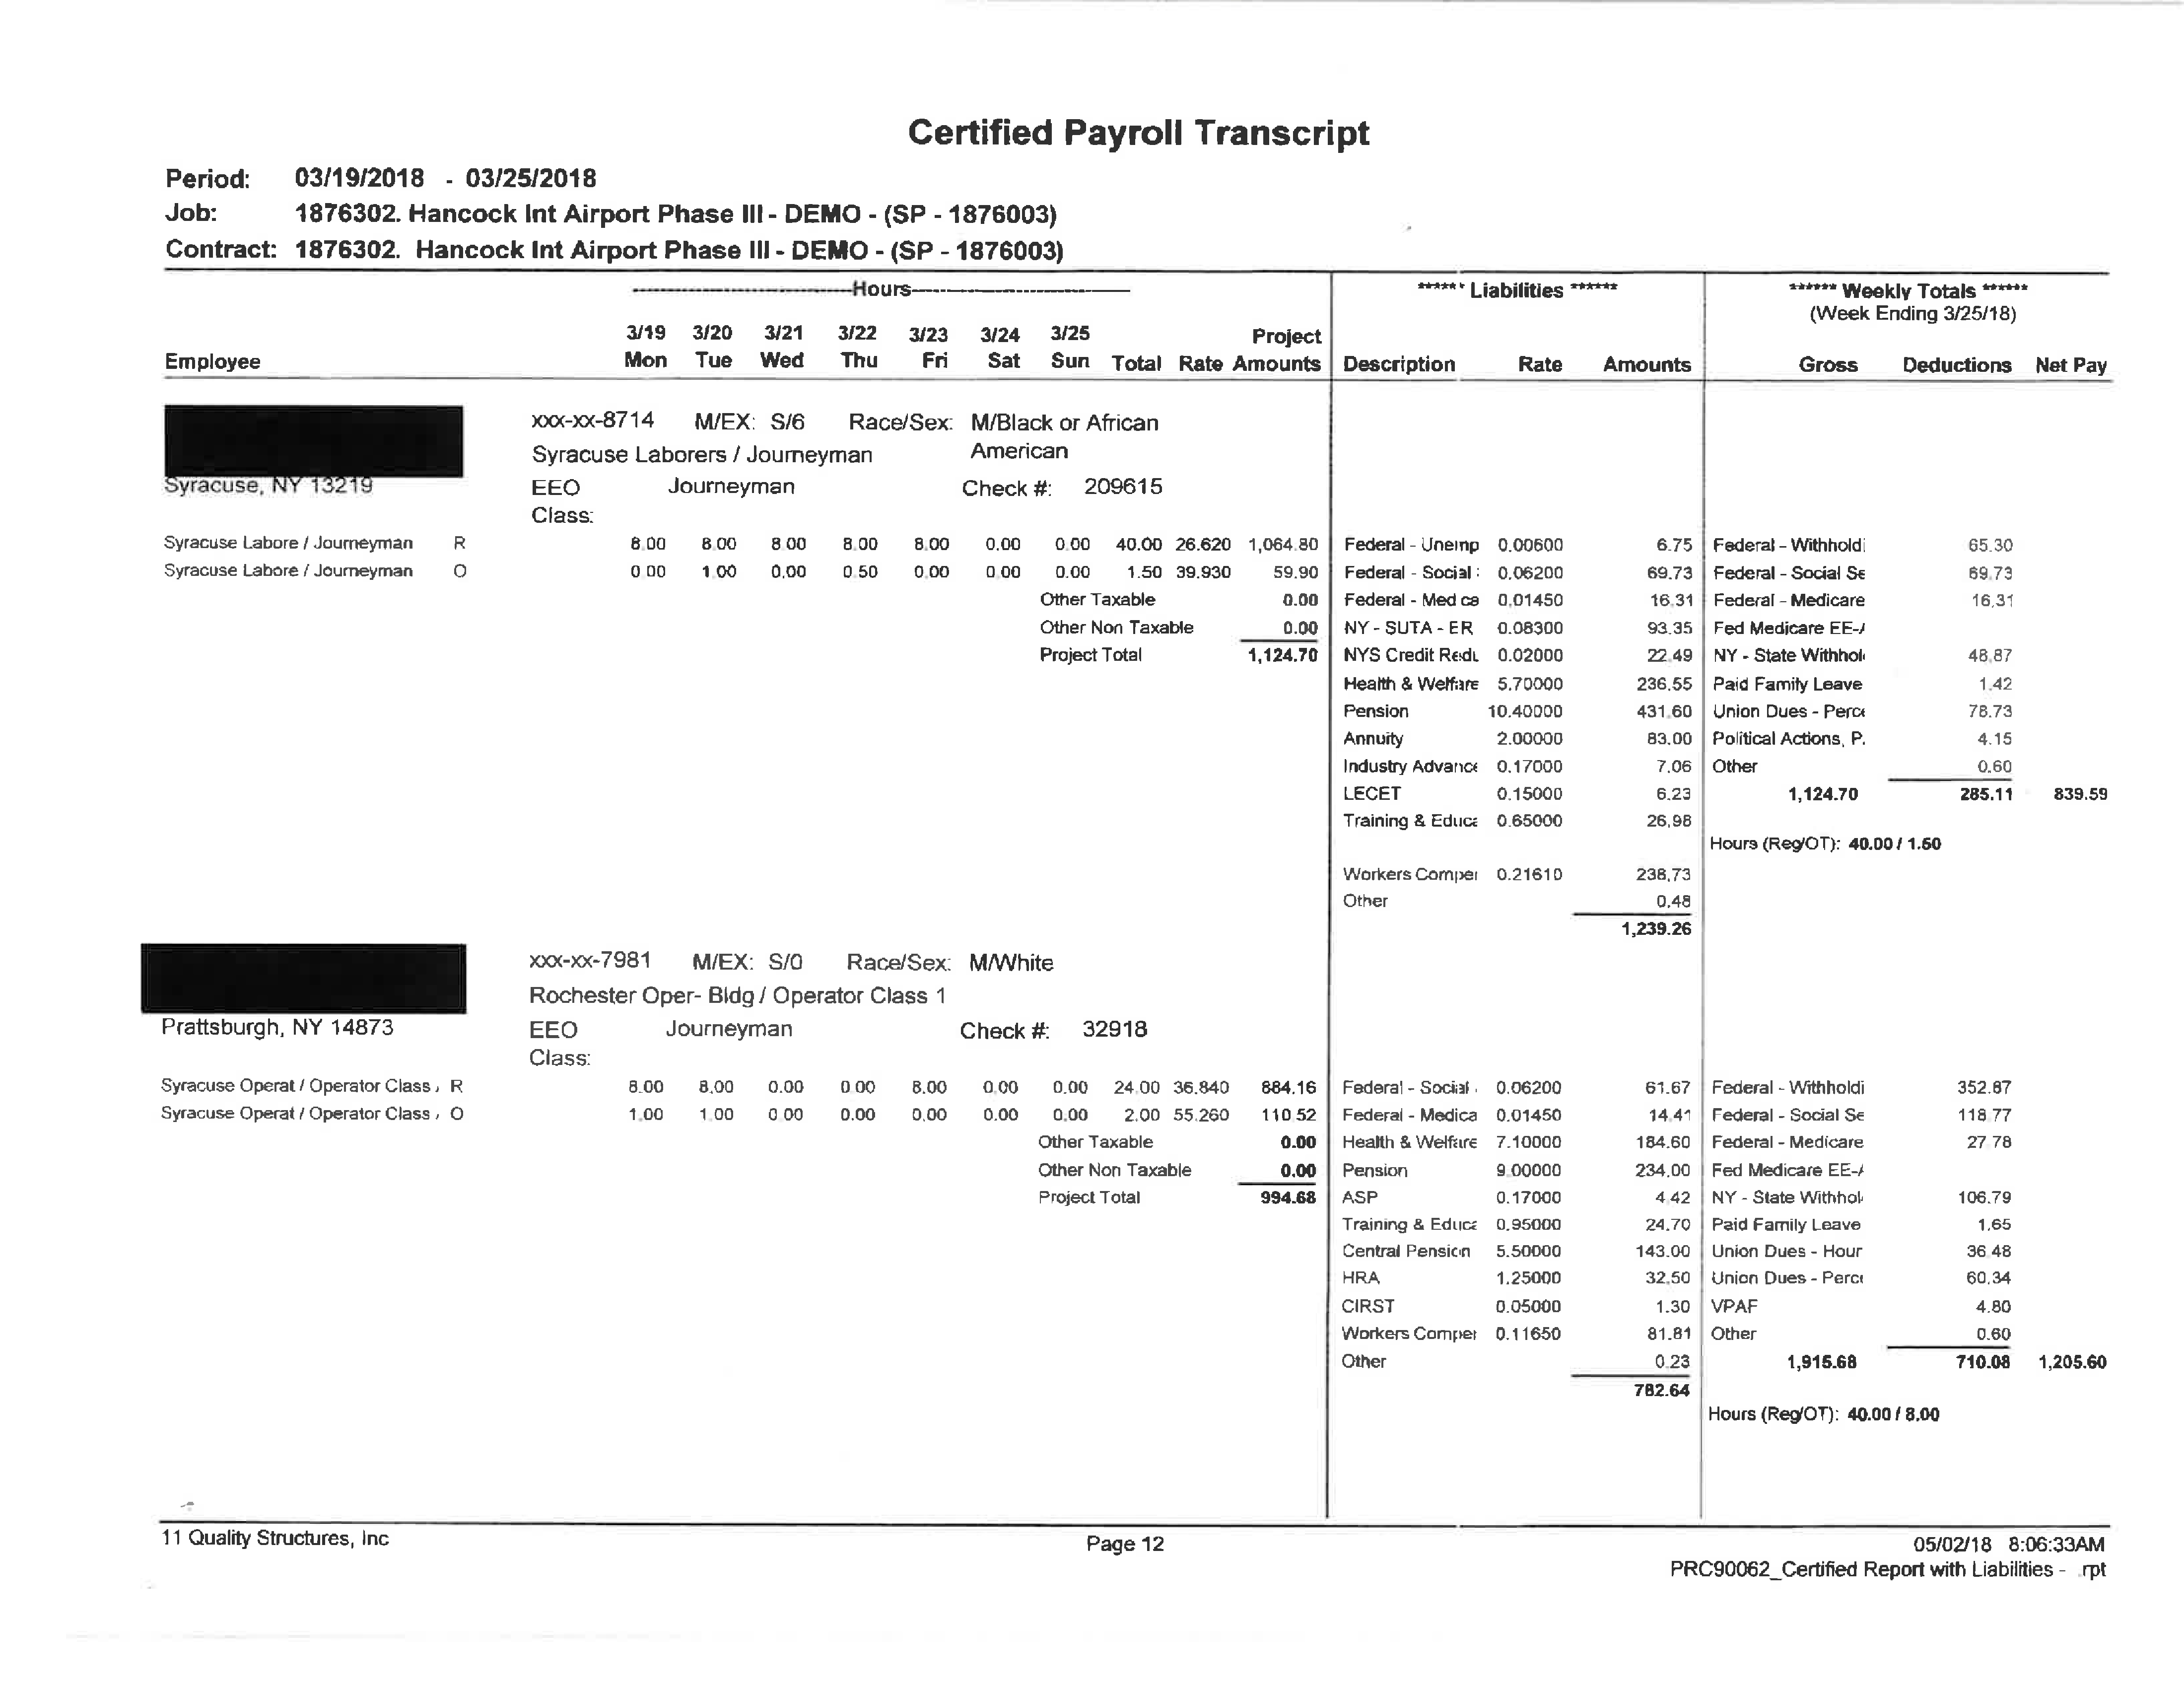 Certified Payroll Transcript
Period: 03/19/2018 - 03/25/2018
Job: 1876302. Hancock Int Airport Phase III - DEMO - (SP - 1876003)
Contract: 1876302. Hancock Int Airport Phase III - DEMO - (SP - 1876003)
Hours ****** Liabilities ****** ****** Weekly Totals ******
(Week Ending 3/25/18)
3/19 3/20 3/21 3/22 3/23 3/24 3/25 Project
Employee Mon Tue Wed Thu Fri Sat Sun Total Rate Amounts Description Rate Amounts Gross Deductions Net Pay
xxx-xx-8714 M/EX: S/6 Race/Sex: M/Black or African
Syracuse Laborers / Journeyman American
Syracuse, NY 13219 EEO Journeyman Check #: 209615
Class:
Syracuse Labore / Journeyman R 8.00 8.00 8.00 8.00 8.00 0.00 0.00 40.00 26.620 1,064.80 Federal - Unemp 0.00600 6.75 Federal - Withholdi 65.30
Syracuse Labore / Journeyman O 0.00 1.00 0.00 0.50 0.00 0.00 0.00 1.50 39.930 59.90 Federal - Social 0.06200 69.73 Federal - Social Se 69.73
Other Taxable 0.00 Federal - Medica 0.01450 16.31 Federal - Medicare 16.31
Other Non Taxable 0.00 NY - SUTA - ER 0.08300 93.35 Fed Medicare EE-A
Project Total 1,124.70 NYS Credit Redu 0.02000 22.49 NY - State Withhol 48.87
Health & Welfare 5.70000 236.55 Paid Family Leave 1.42
Pension 10.40000 431.60 Union Dues - Perce 78.73
Annuity 2.00000 83.00 Political Actions, P. 4.15
Industry Advance 0.17000 7.06 Other 0.60
LECET 0.15000 6.23 1,124.70 285.11 839.59
Training & Educa 0.65000 26.98
Hours (Reg/OT): 40.00 / 1.50
Workers Compe 0.21610 238.73
Other 0.48
1,239.26
xxx-xx-7981 M/EX: S/0 Race/Sex: M/White
Rochester Oper- Bldg / Operator Class 1
Prattsburgh, NY 14873 EEO Journeyman Check #: 32918
Class:
Syracuse Operat / Operator Class R 8.00 8.00 0.00 0.00 8.00 0.00 0.00 24.00 36.840 884.16 Federal - Social 0.06200 61.67 Federal - Withholdi 352.87
Syracuse Operat / Operator Class O 1.00 1.00 0.00 0.00 0.00 0.00 0.00 2.00 55.260 110.52 Federal - Medica 0.01450 14.41 Federal - Social Se 118.77
Other Taxable 0.00 Health & Welfare 7.10000 184.60 Federal - Medicare 27.78
Other Non Taxable 0.00 Pension 9.00000 234.00 Fed Medicare EE-A
Project Total 994.68 ASP 0.17000 4.42 NY - State Withhol 106.79
Training & Educa 0.95000 24.70 Paid Family Leave 1.65
Central Pension 5.50000 143.00 Union Dues - Hour 36.48
HRA 1.25000 32.50 Union Dues - Perce 60.34
CIRST 0.05000 1.30 VPAF 4.80
Workers Compe 0.11650 81.81 Other 0.60
Other 0.23 1,915.68 710.08 1,205.60
782.64
Hours (Reg/OT): 40.00 / 8.00
11 Quality Structures, Inc Page 12 05/02/18 8:06:33AM
PRC90062_Certified Report with Liabilities - .rpt